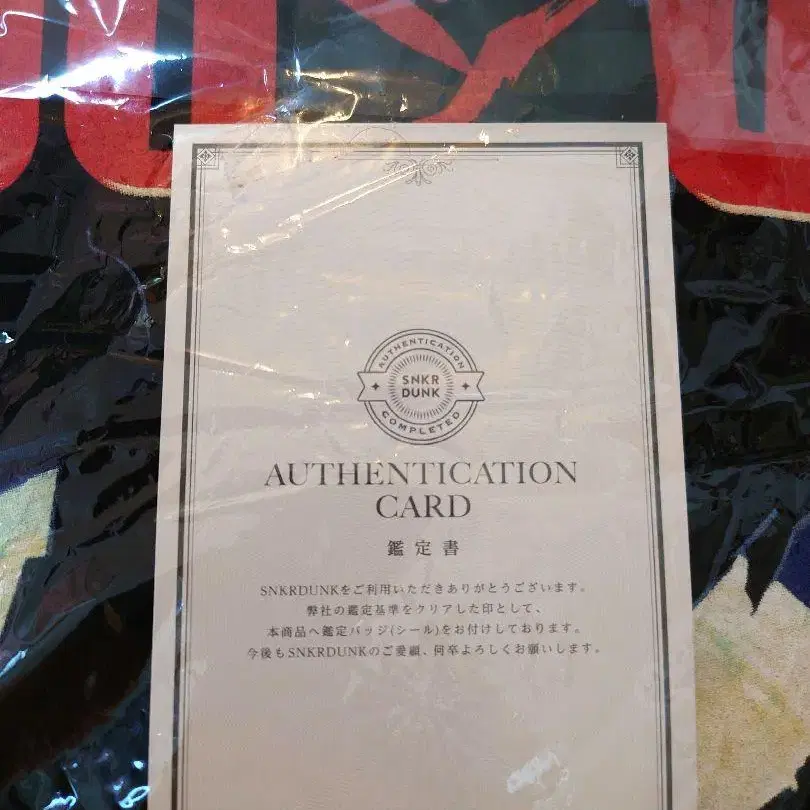 AUTHENTICATION
SNKR
DUNK
COMPLETED
AUTHENTICATION
CARD
鑑定書
SNKRDUNKをご利用いただきありがとうございます。
弊社の鑑定基準をクリアした印として、
本商品へ鑑定バッジ(シール)をお付けしております。
今後もSNKRDUNKのご愛顧、何卒よろしくお願いします。